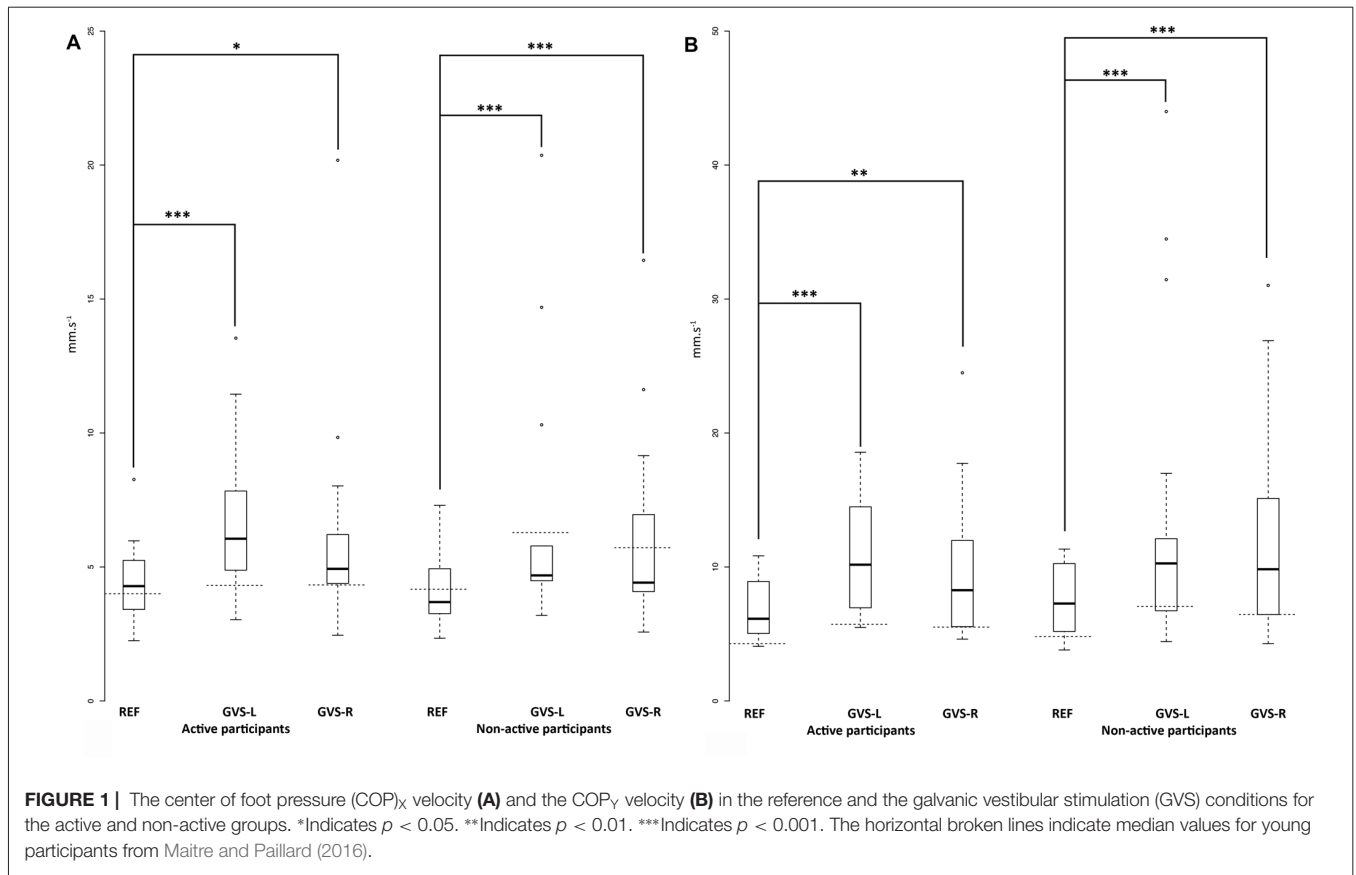 A
B
25
20
15
10
5
0
mm.s⁻¹
*
***
***
***
REF
GVS-L
GVS-R
REF
GVS-L
GVS-R
Active participants
Non-active participants
50
40
30
20
10
0
mm.s⁻¹
**
***
***
***
REF
GVS-L
GVS-R
REF
GVS-L
GVS-R
Active participants
Non-active participants
FIGURE 1 | The center of foot pressure (COP)X velocity (A) and the COPY velocity (B) in the reference and the galvanic vestibular stimulation (GVS) conditions for
the active and non-active groups. *Indicates p < 0.05. **Indicates p < 0.01. ***Indicates p < 0.001. The horizontal broken lines indicate median values for young
participants from Maitre and Paillard (2016).